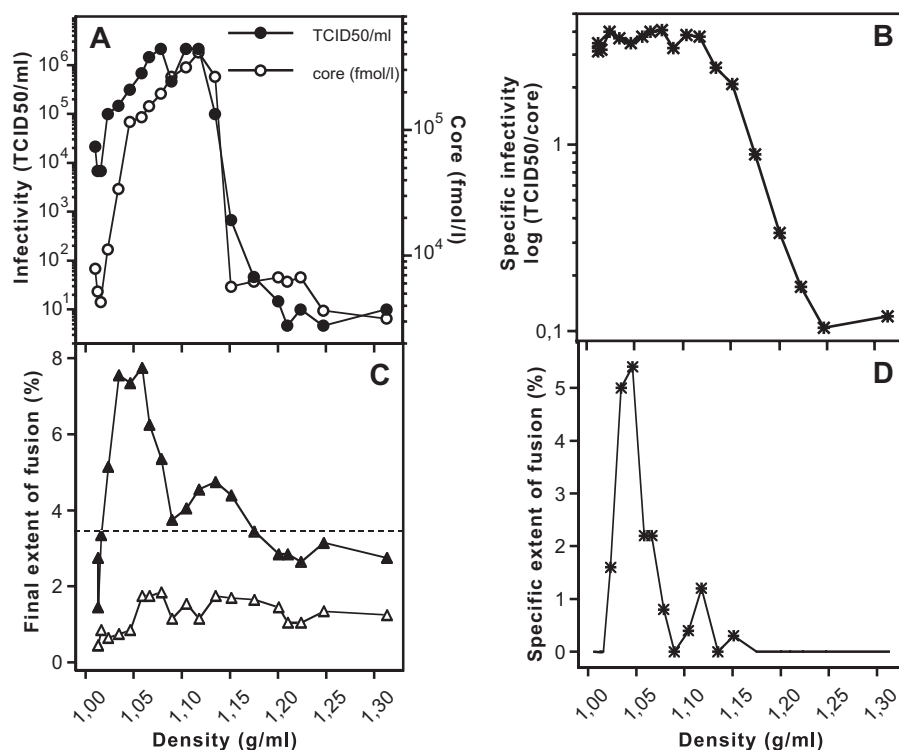 A
TCID50/ml
core (fmol/l)
Infectivity (TCID50/ml)
10^6
10^5
10^4
10^3
10^2
10^1
10^5
10^4
Core (fmol/l)
B
Specific infectivity
log (TCID50/core)
1
0,1
C
Final extent of fusion (%)
8
6
4
2
0
1,00
1,05
1,10
1,15
1,20
1,25
1,30
Density (g/ml)
D
Specific extent of fusion (%)
5
4
3
2
1
0
1,00
1,05
1,10
1,15
1,20
1,25
1,30
Density (g/ml)